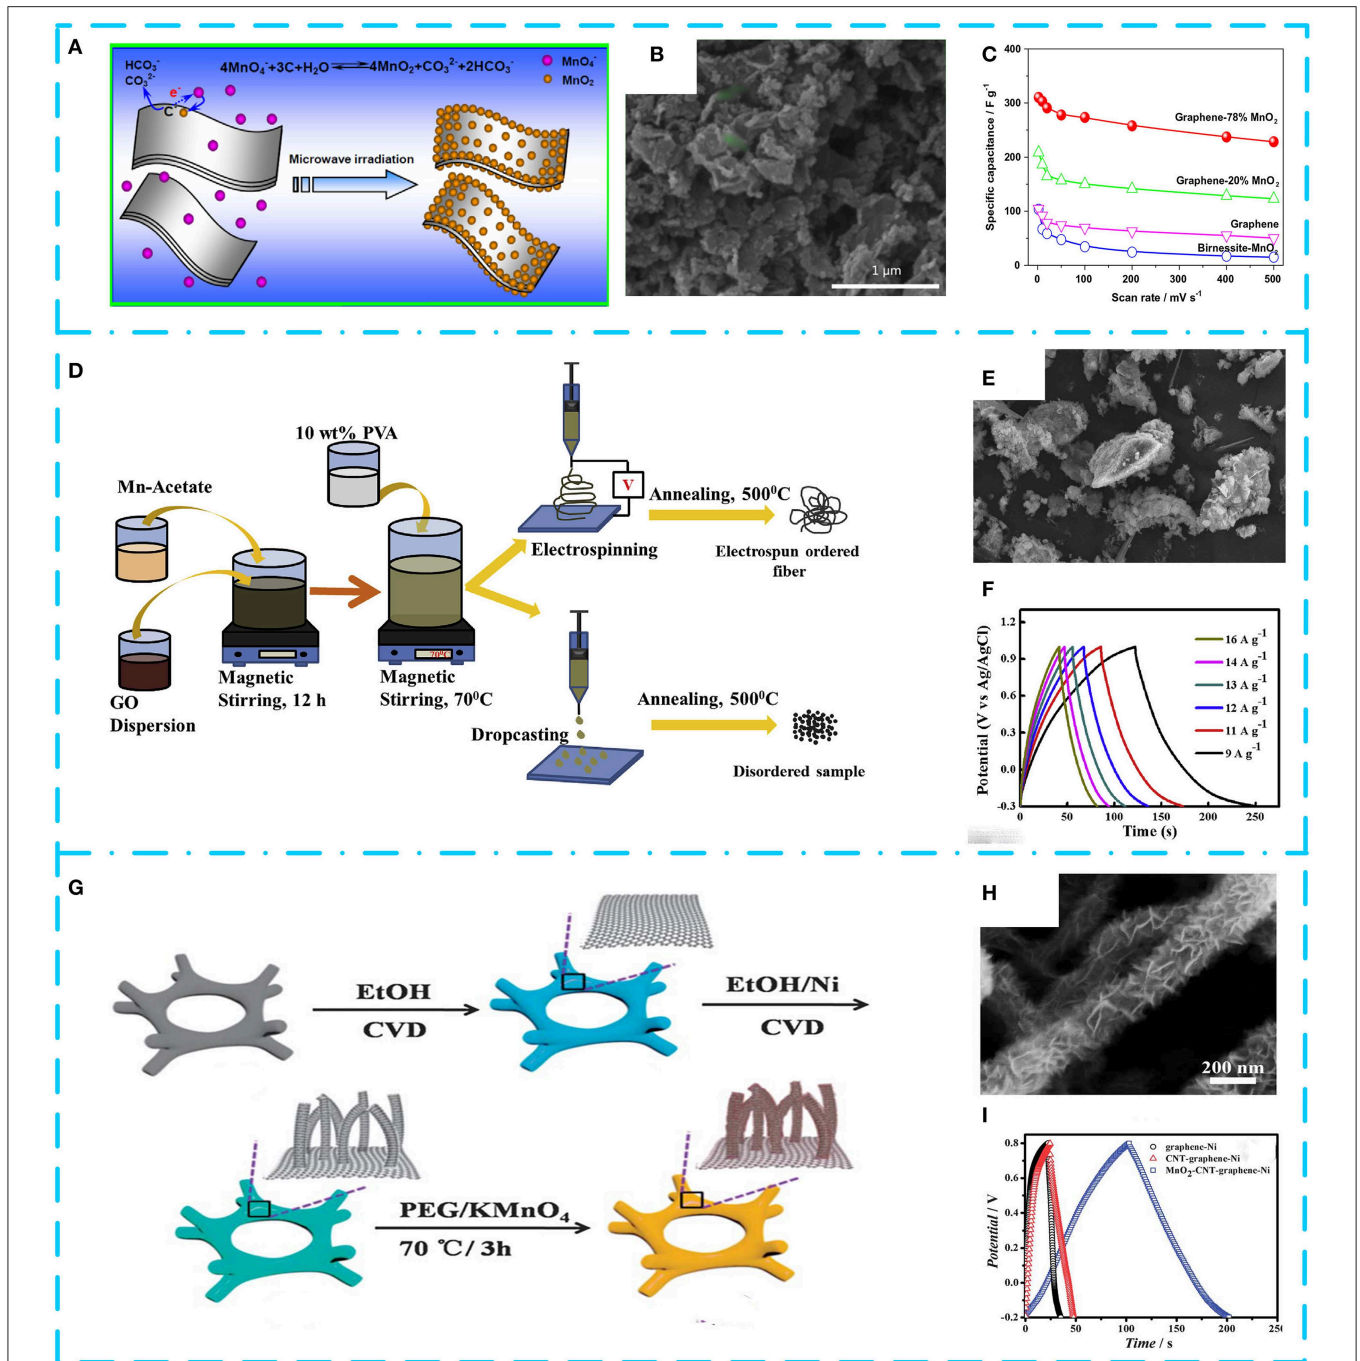 A
HCO₃⁻
CO₃²⁻
e⁻
C
4MnO₄⁻+3C+H₂O⇌4MnO₂+CO₃²⁻+2HCO₃⁻
MnO₄⁻
MnO₂
Microwave irradiation
B
1 µm
C
Specific capacitance / F g⁻¹
400
300
200
100
0
Graphene-78% MnO₂
Graphene-20% MnO₂
Graphene
Birnessite-MnO₂
0 100 200 300 400 500
Scan rate / mV s⁻¹
D
10 wt% PVA
Mn-Acetate
GO
Dispersion
Magnetic
Stirring, 12 h
70⁰C
Magnetic
Stirring, 70⁰C
V
Electrospinning
Annealing, 500⁰C
Electrospun ordered
fiber
Dropcasting
Annealing, 500⁰C
Disordered sample
E
F
Potential (V vs Ag/AgCl)
1.2
0.9
0.6
0.3
0.0
-0.3
16 A g⁻¹
14 A g⁻¹
13 A g⁻¹
12 A g⁻¹
11 A g⁻¹
9 A g⁻¹
0 50 100 150 200 250
Time (s)
G
EtOH
CVD
EtOH/Ni
CVD
PEG/KMnO₄
70 ℃/ 3h
H
200 nm
I
Potential / V
0.8
0.6
0.4
0.2
0.0
-0.2
graphene-Ni
CNT-graphene-Ni
MnO₂-CNT-graphene-Ni
0 50 100 150 200 250
Time / s